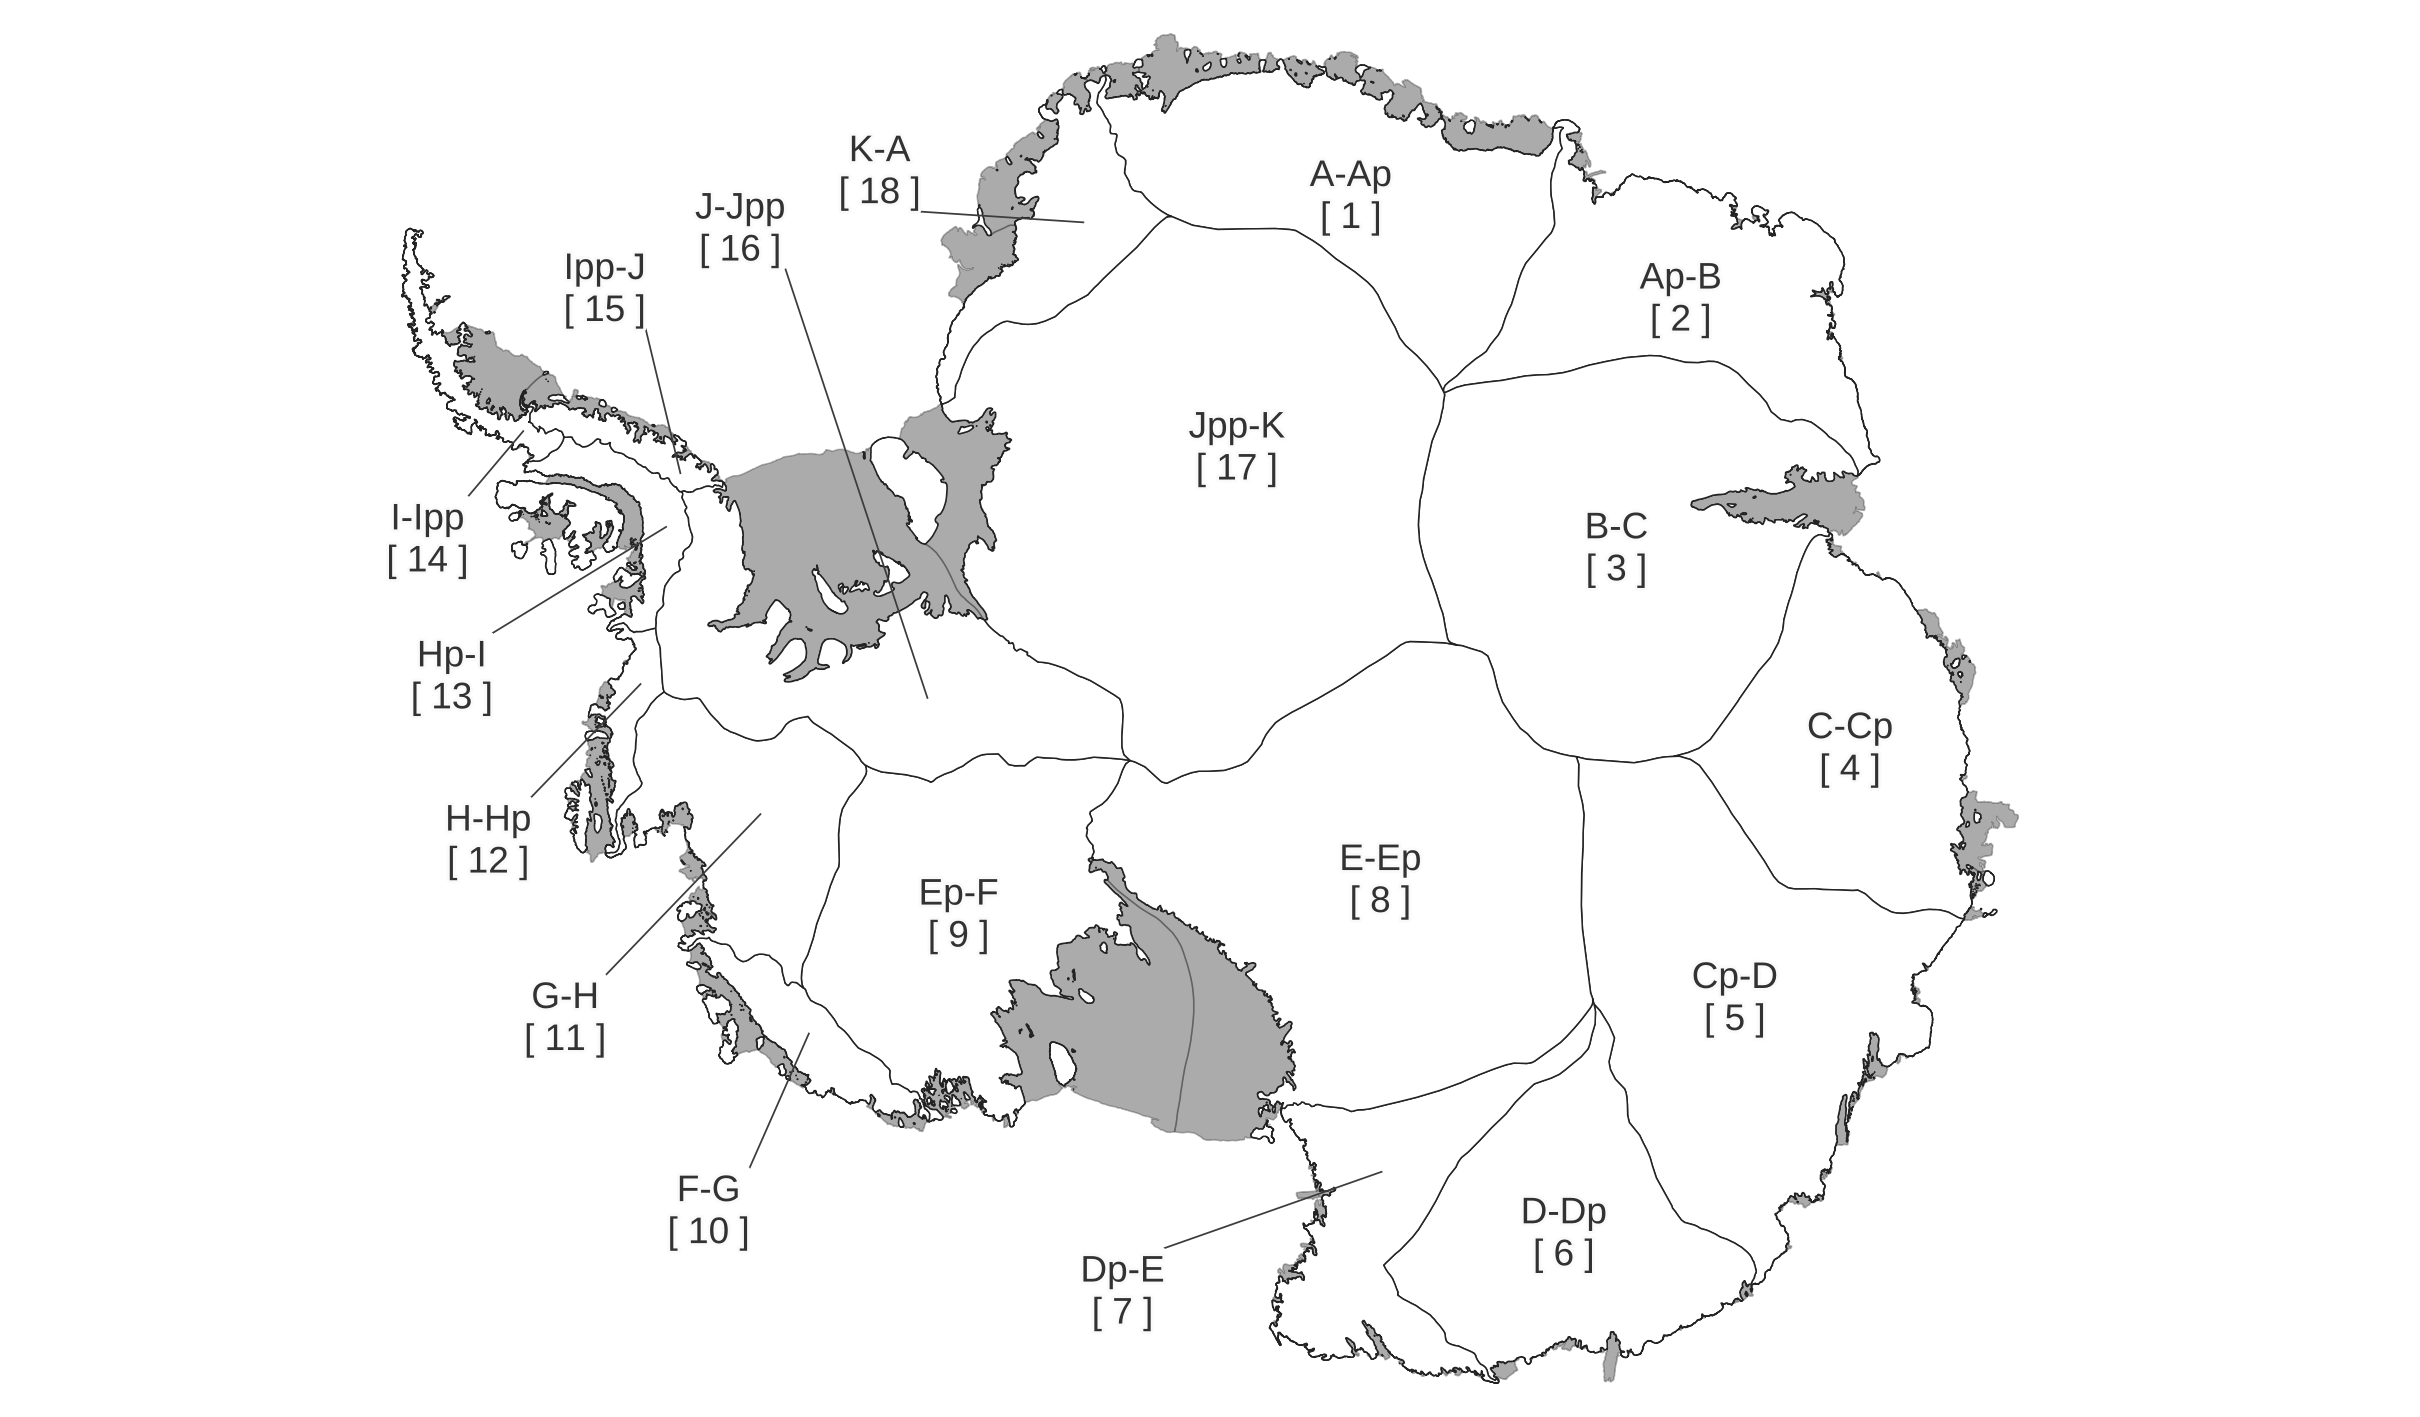 K-A
[ 18 ]
A-Ap
[ 1 ]
J-Jpp
[ 16 ]
Ipp-J
[ 15 ]
Ap-B
[ 2 ]
Jpp-K
[ 17 ]
I-Ipp
[ 14 ]
B-C
[ 3 ]
Hp-I
[ 13 ]
C-Cp
[ 4 ]
H-Hp
[ 12 ]
E-Ep
[ 8 ]
Ep-F
[ 9 ]
Cp-D
[ 5 ]
G-H
[ 11 ]
F-G
[ 10 ]
D-Dp
[ 6 ]
Dp-E
[ 7 ]